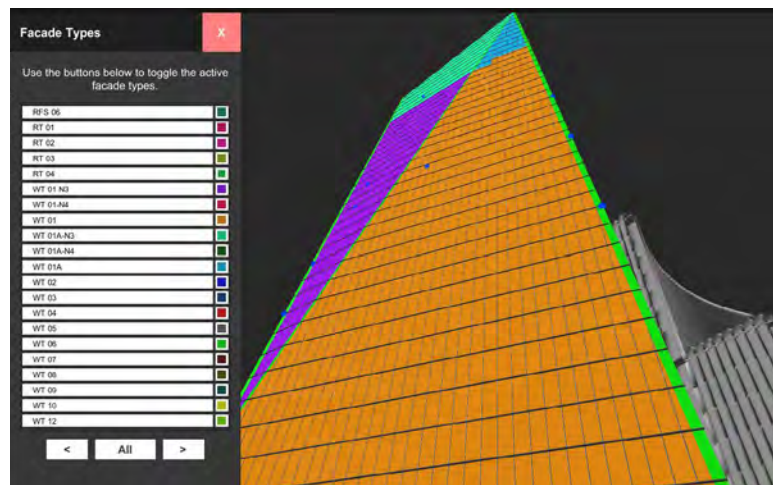 Facade Types
X
Use the buttons below to toggle the active
facade types.
RFS 06
RT 01
RT 02
RT 03
RT 04
WT 01 N3
WT 01-N4
WT 01
WT 01A-N3
WT 01A-N4
WT 01A
WT 02
WT 03
WT 04
WT 05
WT 06
WT 07
WT 08
WT 09
WT 10
WT 12
< All >